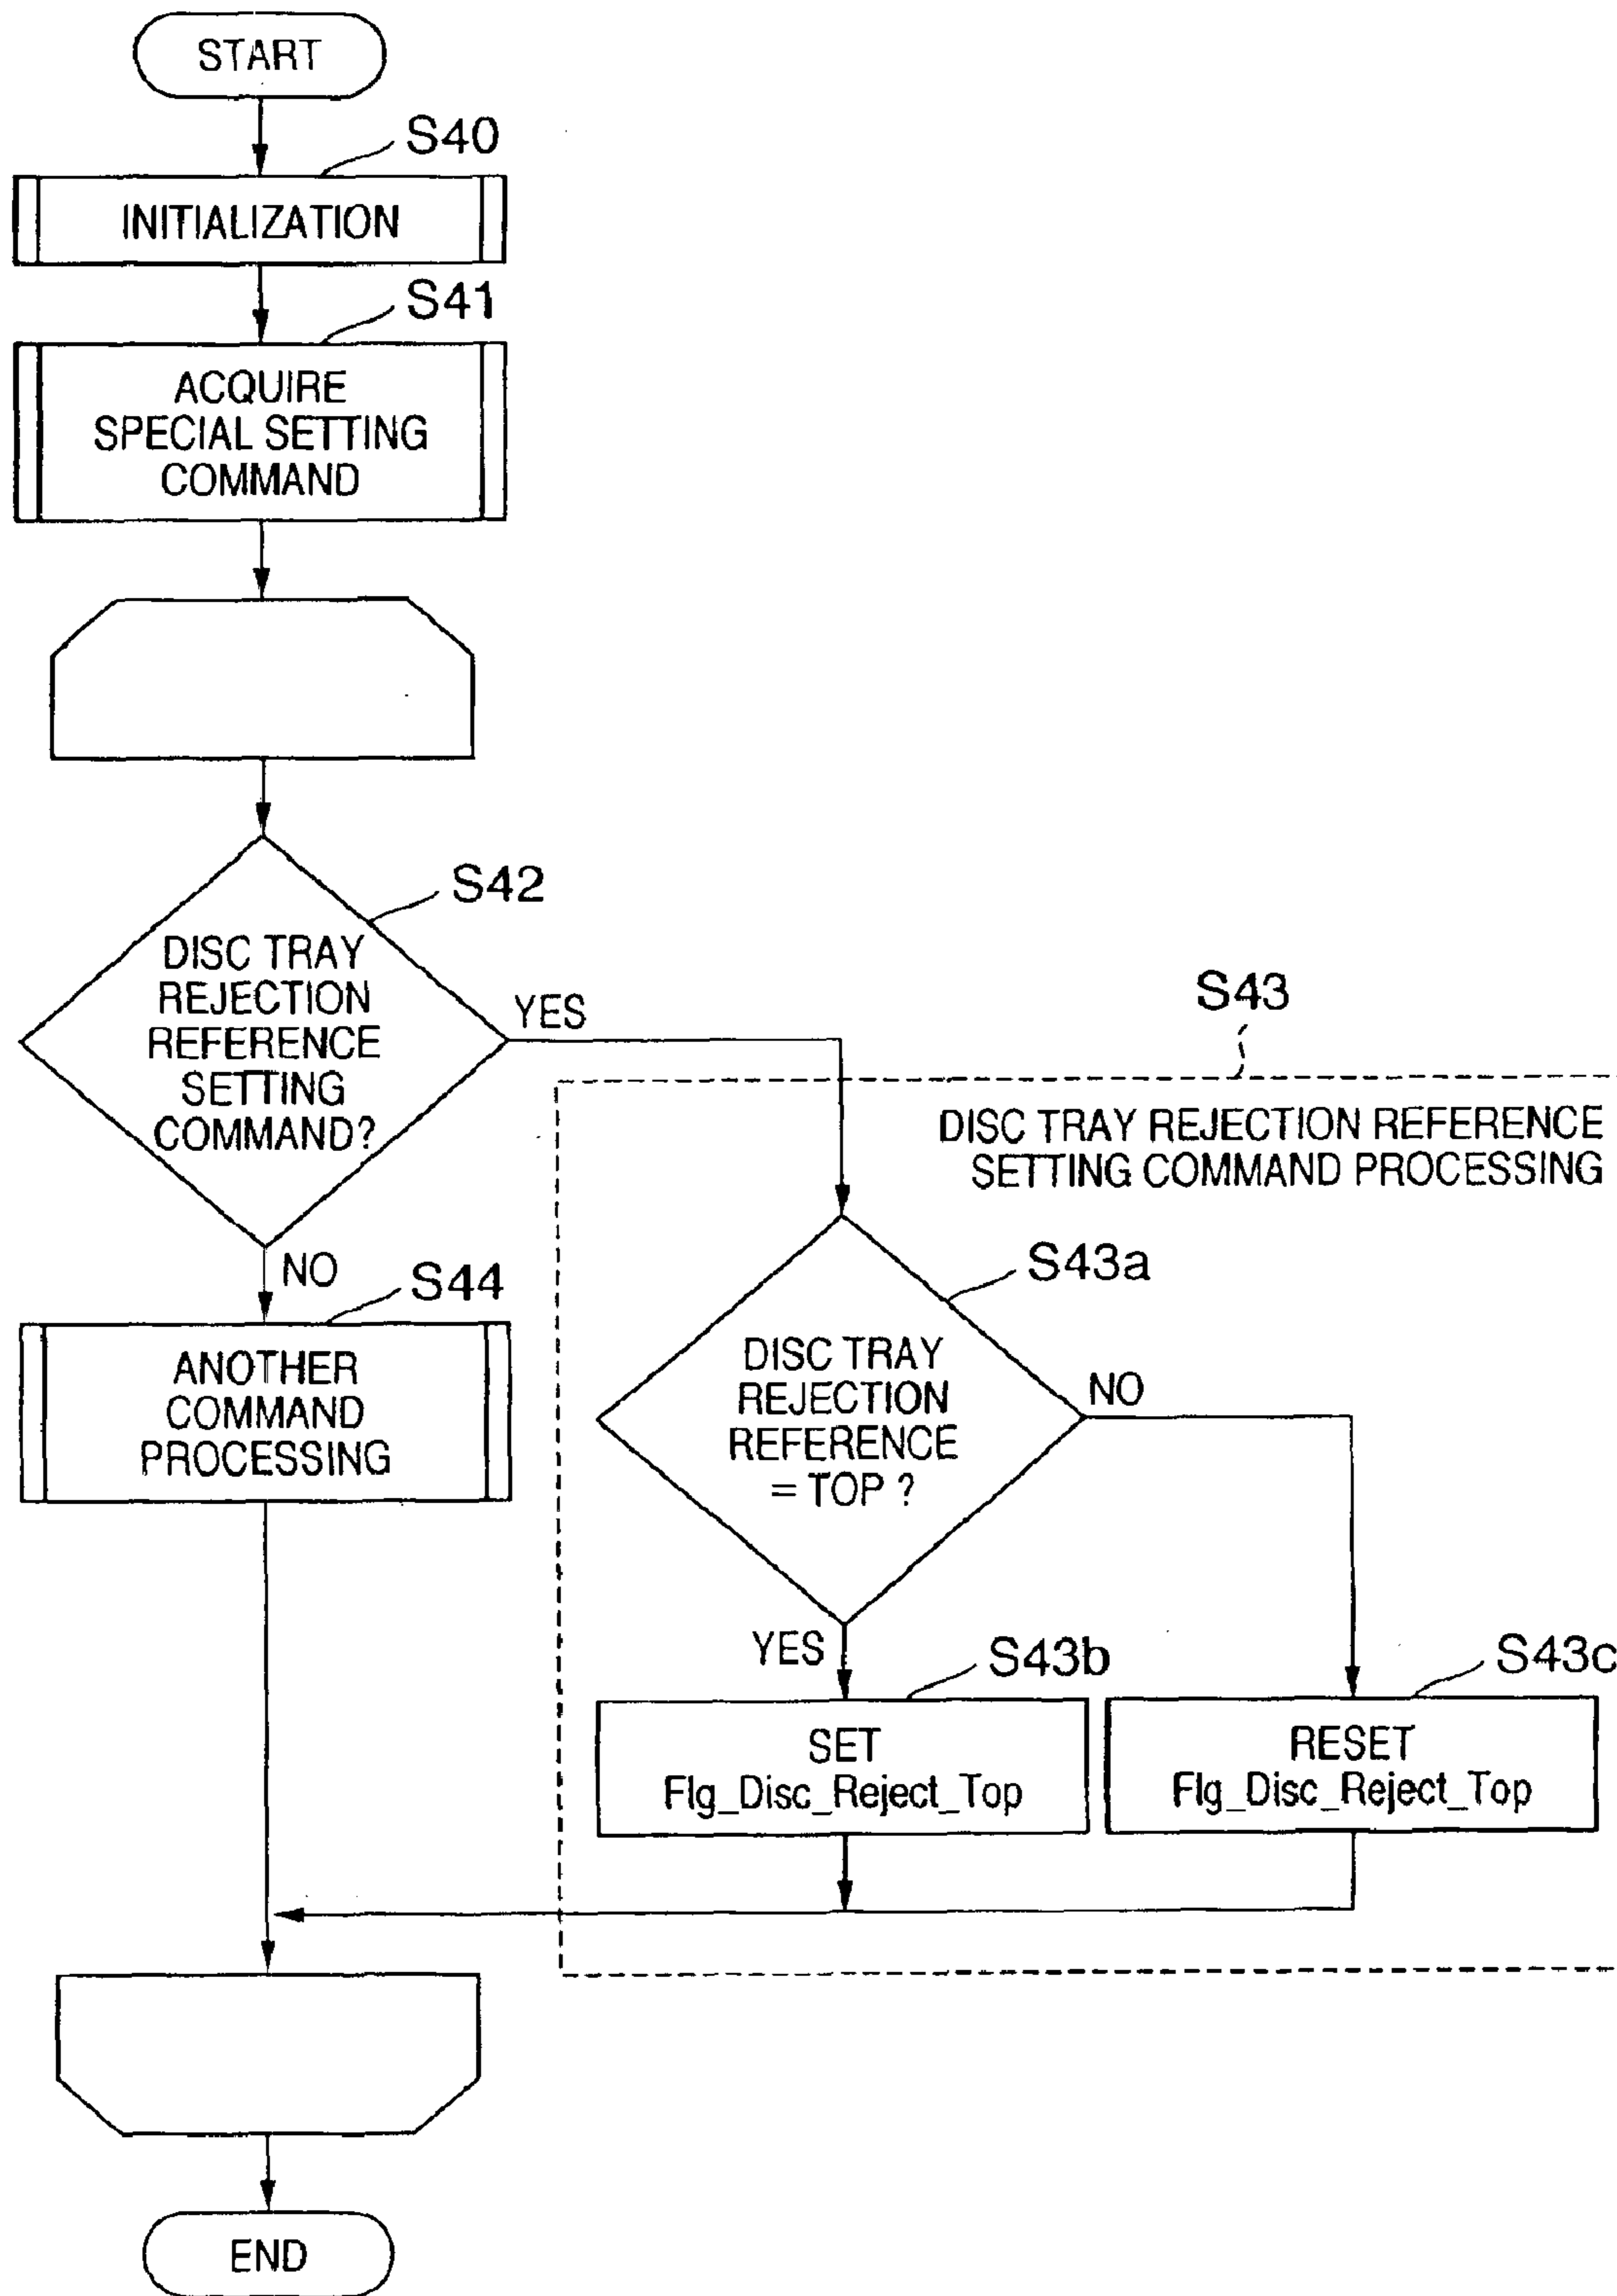 START
S40
INITIALIZATION
S41
ACQUIRE
SPECIAL SETTING
COMMAND
S42
DISC TRAY
REJECTION
REFERENCE
SETTING
COMMAND?
YES
NO
S43
DISC TRAY REJECTION REFERENCE
SETTING COMMAND PROCESSING
S44
ANOTHER
COMMAND
PROCESSING
S43a
DISC TRAY
REJECTION
REFERENCE
= TOP ?
NO
YES
S43b
SET
Flg_Disc_Reject_Top
S43c
RESET
Flg_Disc_Reject_Top
END